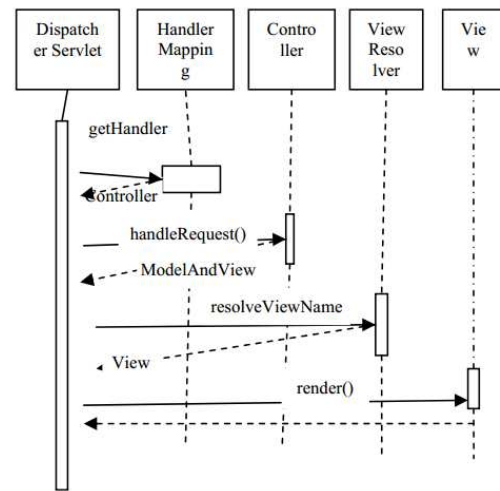 Dispatch
er Servlet
Handler
Mappin
g
Contro
ller
View
Reso
lver
Vie
w
getHandler
Controller
handleRequest()
ModelAndView
resolveViewName
View
render()